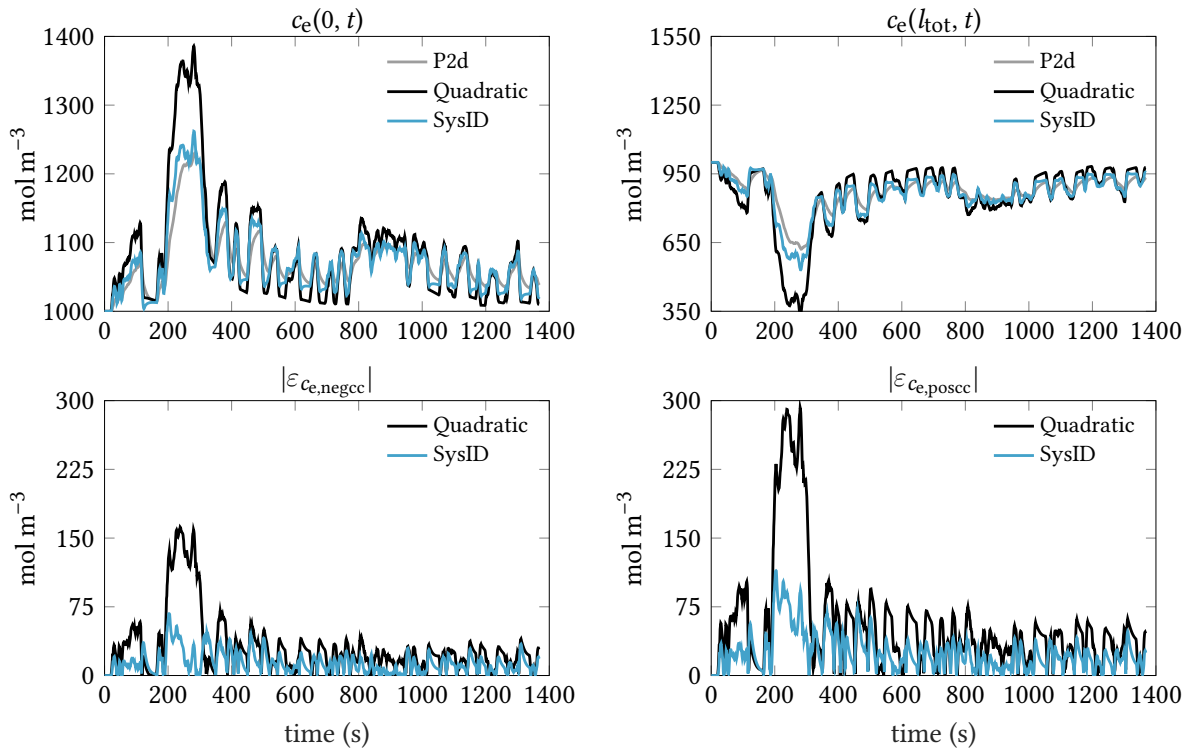 c_e(0, t)
1400
1300
1200
1100
1000
mol m⁻³
P2d
Quadratic
SysID
0 200 400 600 800 1000 1200 1400
c_e(l_tot, t)
1550
1250
950
650
350
mol m⁻³
P2d
Quadratic
SysID
0 200 400 600 800 1000 1200 1400
|ε_{c_{e,negcc}}|
300
225
150
75
0
mol m⁻³
Quadratic
SysID
0 200 400 600 800 1000 1200 1400
time (s)
|ε_{c_{e,poscc}}|
300
225
150
75
0
mol m⁻³
Quadratic
SysID
0 200 400 600 800 1000 1200 1400
time (s)